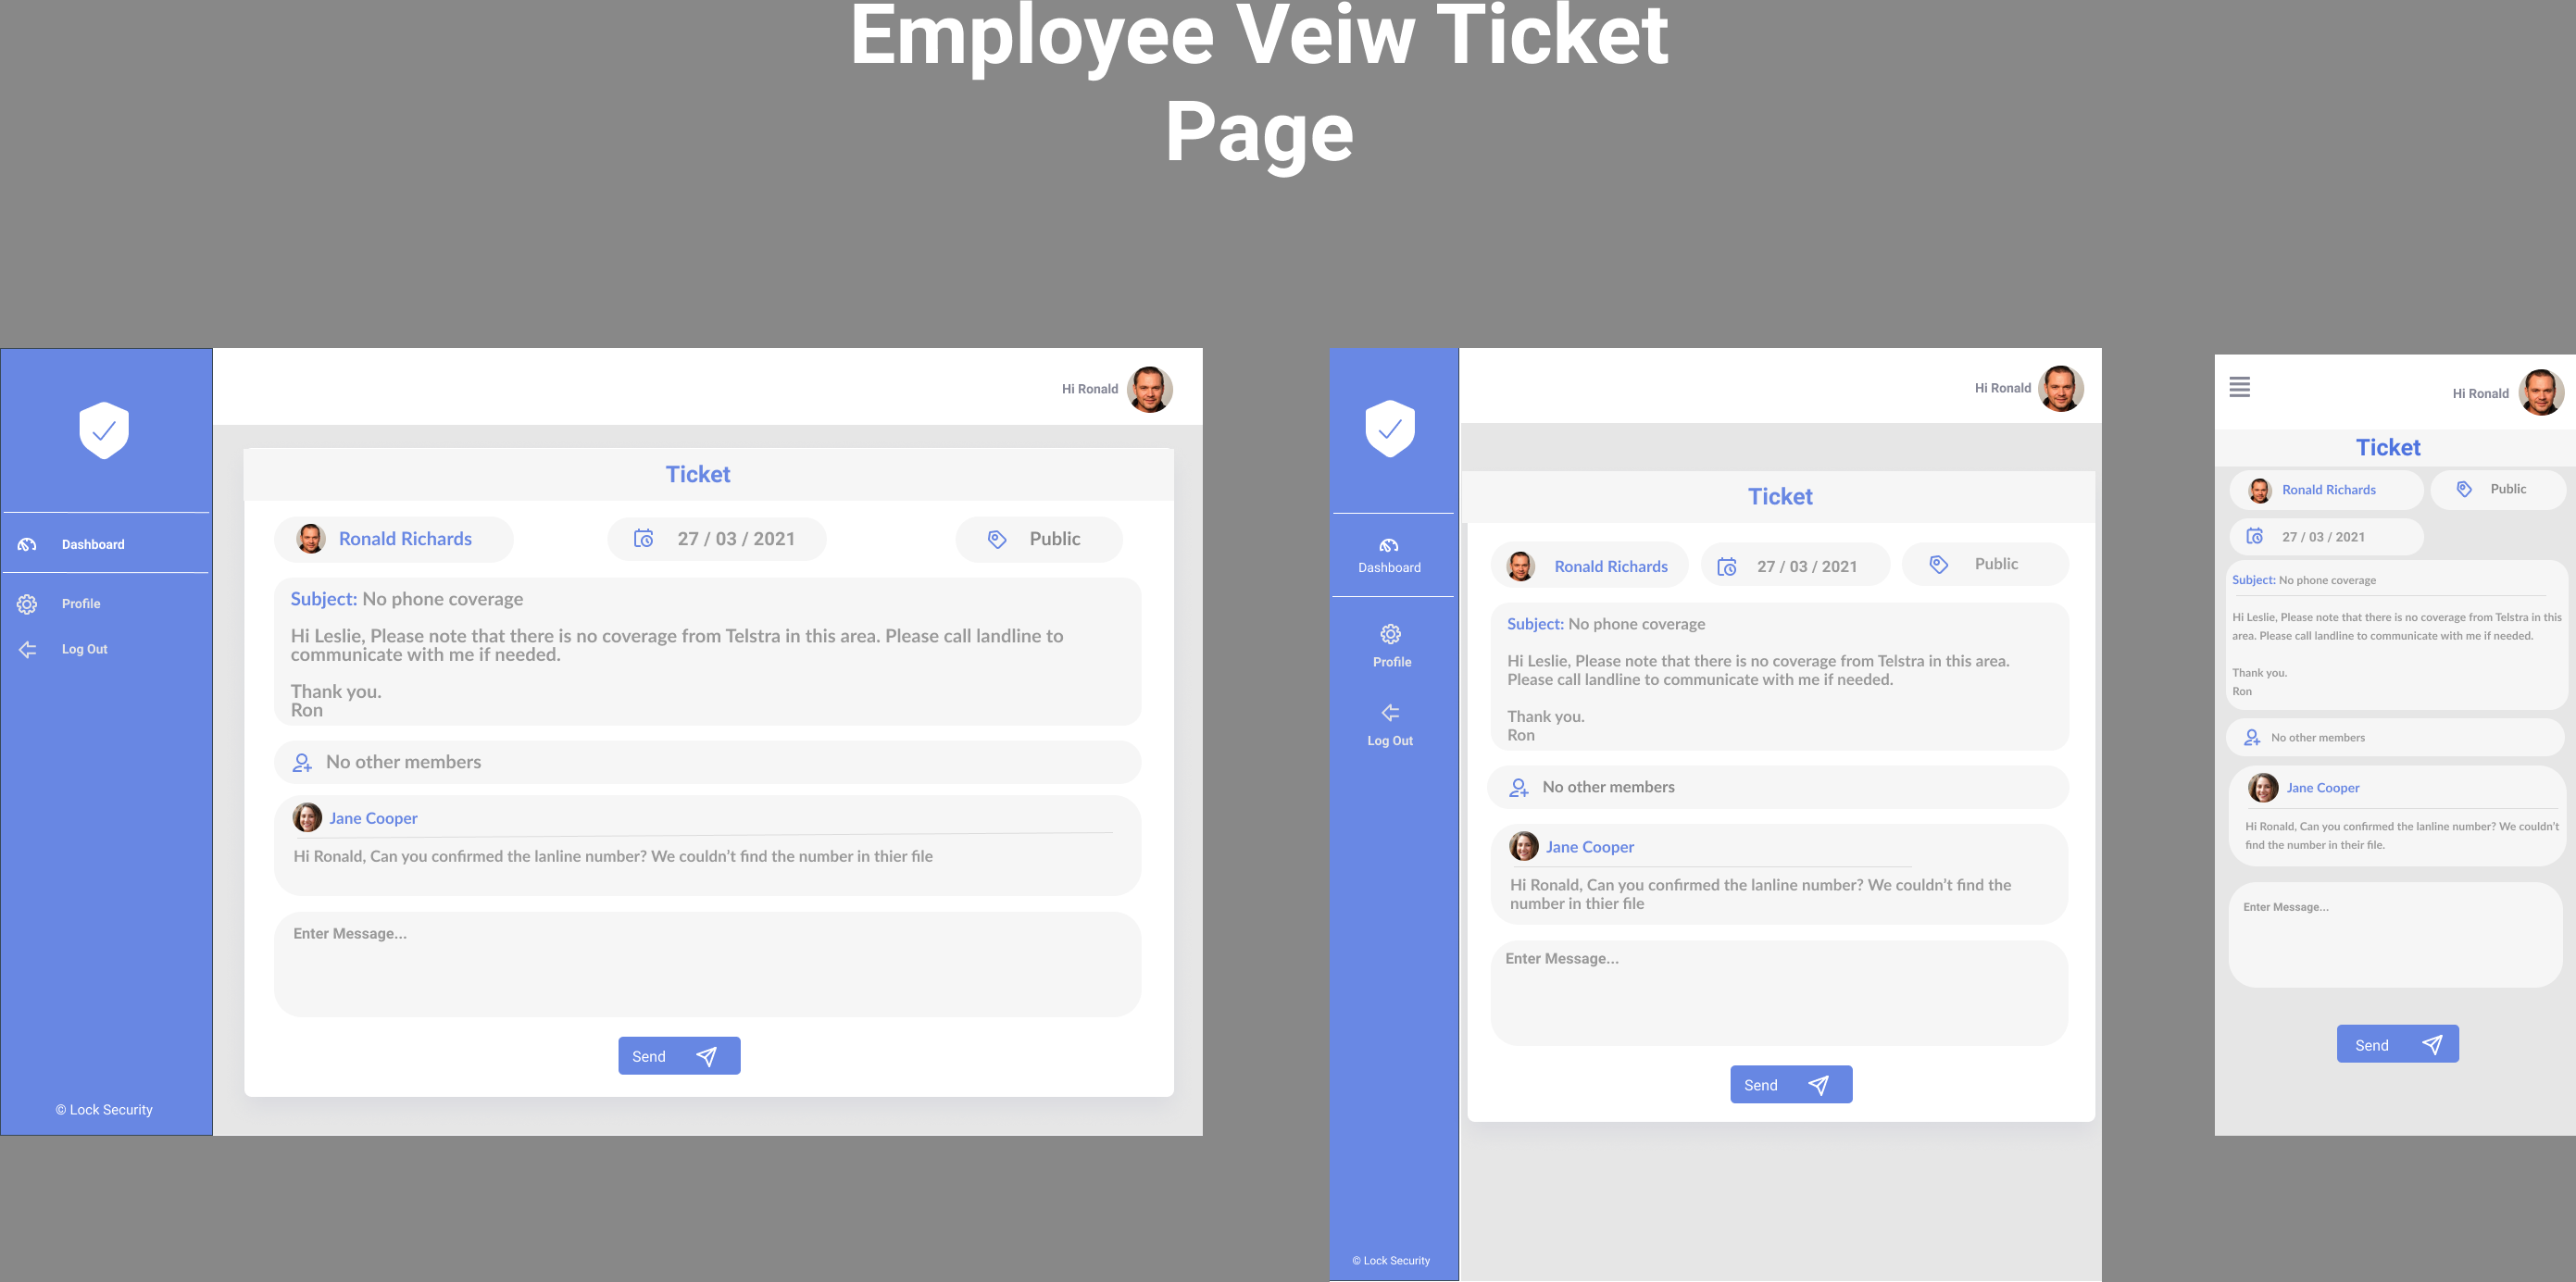 Employee Veiw Ticket
Page
Hi Ronald
Dashboard
Profile
Log Out
© Lock Security
Ticket
Ronald Richards
27 / 03 / 2021
Public
Subject: No phone coverage
Hi Leslie, Please note that there is no coverage from Telstra in this area. Please call landline to
communicate with me if needed.
Thank you.
Ron
No other members
Jane Cooper
Hi Ronald, Can you confirmed the lanline number? We couldn't find the number in thier file
Enter Message...
Send
Hi Ronald
Dashboard
Profile
Log Out
© Lock Security
Ticket
Ronald Richards
27 / 03 / 2021
Public
Subject: No phone coverage
Hi Leslie, Please note that there is no coverage from Telstra in this area.
Please call landline to communicate with me if needed.
Thank you.
Ron
No other members
Jane Cooper
Hi Ronald, Can you confirmed the lanline number? We couldn't find the
number in thier file
Enter Message...
Send
Hi Ronald
Ticket
Ronald Richards
Public
27 / 03 / 2021
Subject: No phone coverage
Hi Leslie, Please note that there is no coverage from Telstra in this
area. Please call landline to communicate with me if needed.
Thank you.
Ron
No other members
Jane Cooper
Hi Ronald, Can you confirmed the lanline number? We couldn't
find the number in their file.
Enter Message...
Send